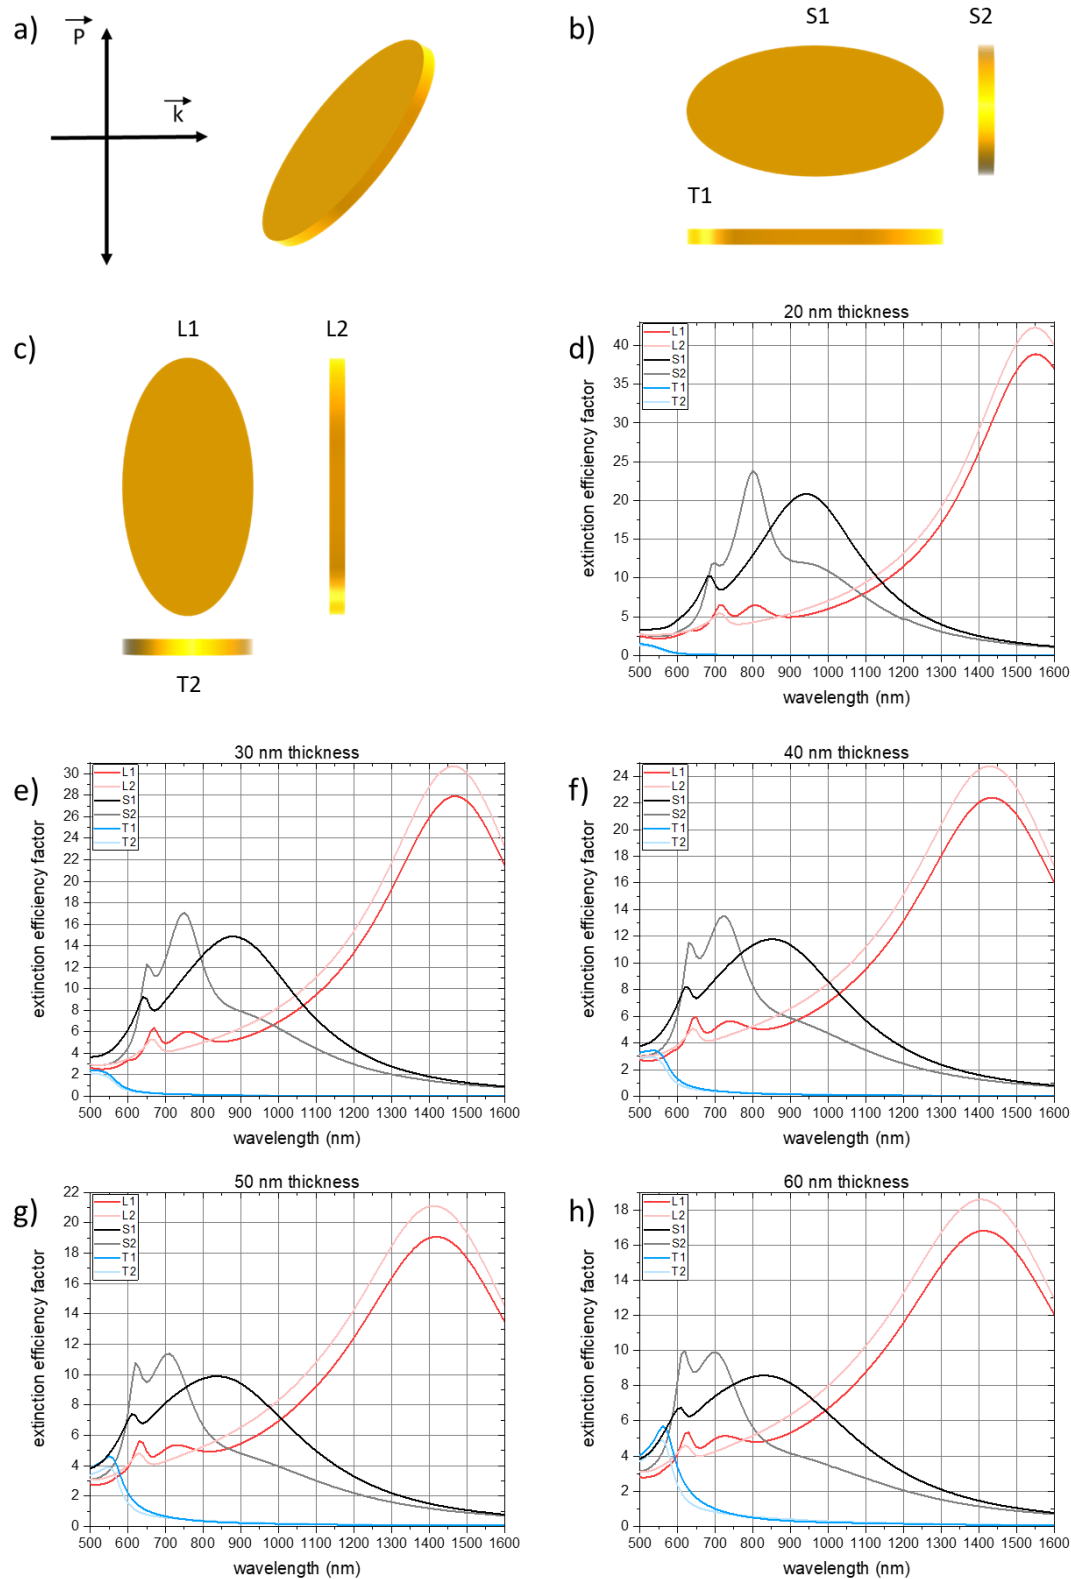 a)
P
k
b)
S1
S2
T1
c)
L1
L2
T2
d)
20 nm thickness
L1
L2
S1
S2
T1
T2
40
35
30
25
20
15
10
5
0
extinction efficiency factor
500 600 700 800 900 1000 1100 1200 1300 1400 1500 1600
wavelength (nm)
e)
30 nm thickness
L1
L2
S1
S2
T1
T2
30
28
26
24
22
20
18
16
14
12
10
8
6
4
2
0
extinction efficiency factor
500 600 700 800 900 1000 1100 1200 1300 1400 1500 1600
wavelength (nm)
f)
40 nm thickness
L1
L2
S1
S2
T1
T2
24
22
20
18
16
14
12
10
8
6
4
2
0
extinction efficiency factor
500 600 700 800 900 1000 1100 1200 1300 1400 1500 1600
wavelength (nm)
g)
50 nm thickness
L1
L2
S1
S2
T1
T2
22
20
18
16
14
12
10
8
6
4
2
0
extinction efficiency factor
500 600 700 800 900 1000 1100 1200 1300 1400 1500 1600
wavelength (nm)
h)
60 nm thickness
L1
L2
S1
S2
T1
T2
18
16
14
12
10
8
6
4
2
0
extinction efficiency factor
500 600 700 800 900 1000 1100 1200 1300 1400 1500 1600
wavelength (nm)